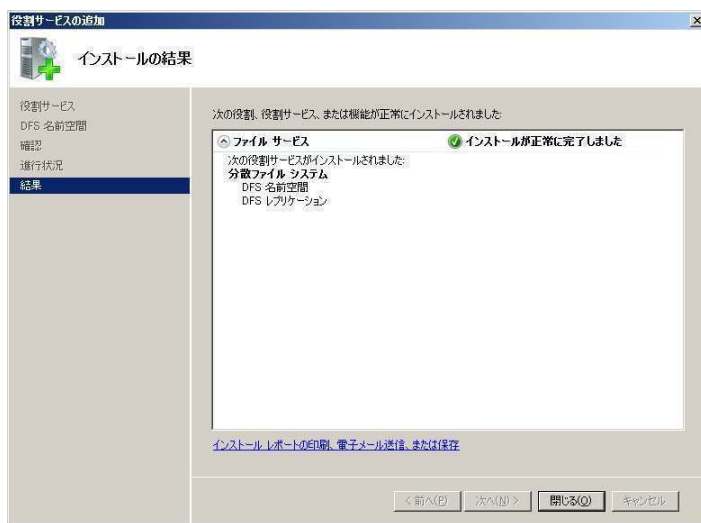 役割サービスの追加
インストールの結果
役割サービス
DFS 名前空間
確認
進行状況
結果
次の役割、役割サービス、または機能が正常にインストールされました:
ファイル サービス
インストールが正常に完了しました
次の役割サービスがインストールされました:
分散ファイル システム
DFS 名前空間
DFS レプリケーション
インストール レポートの印刷、電子メール送信、または保存
< 前へ(P)
次へ(N) >
閉じる(O)
キャンセル